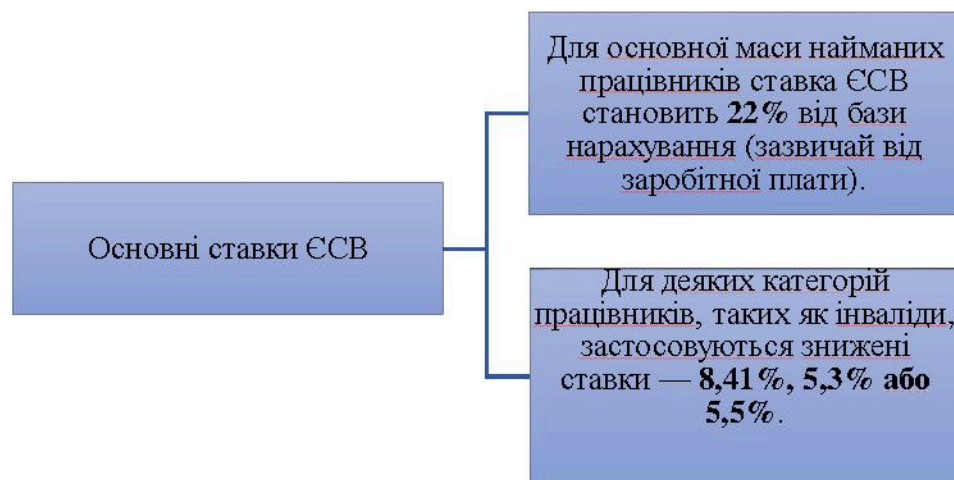 Основні ставки ЄСВ
Для основної маси найманих
працівників ставка ЄСВ
становить 22% від бази
нарахування (зазвичай від
заробітної плати).
Для деяких категорій
працівників, таких як інваліди,
застосовуються знижені
ставки — 8,41%, 5,3% або
5,5%.